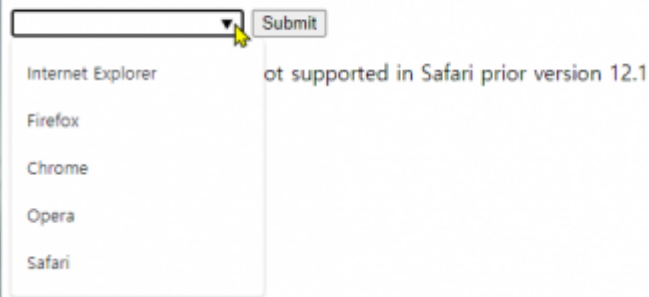 Submit
Internet Explorer
ot supported in Safari prior version 12.1
Firefox
Chrome
Opera
Safari